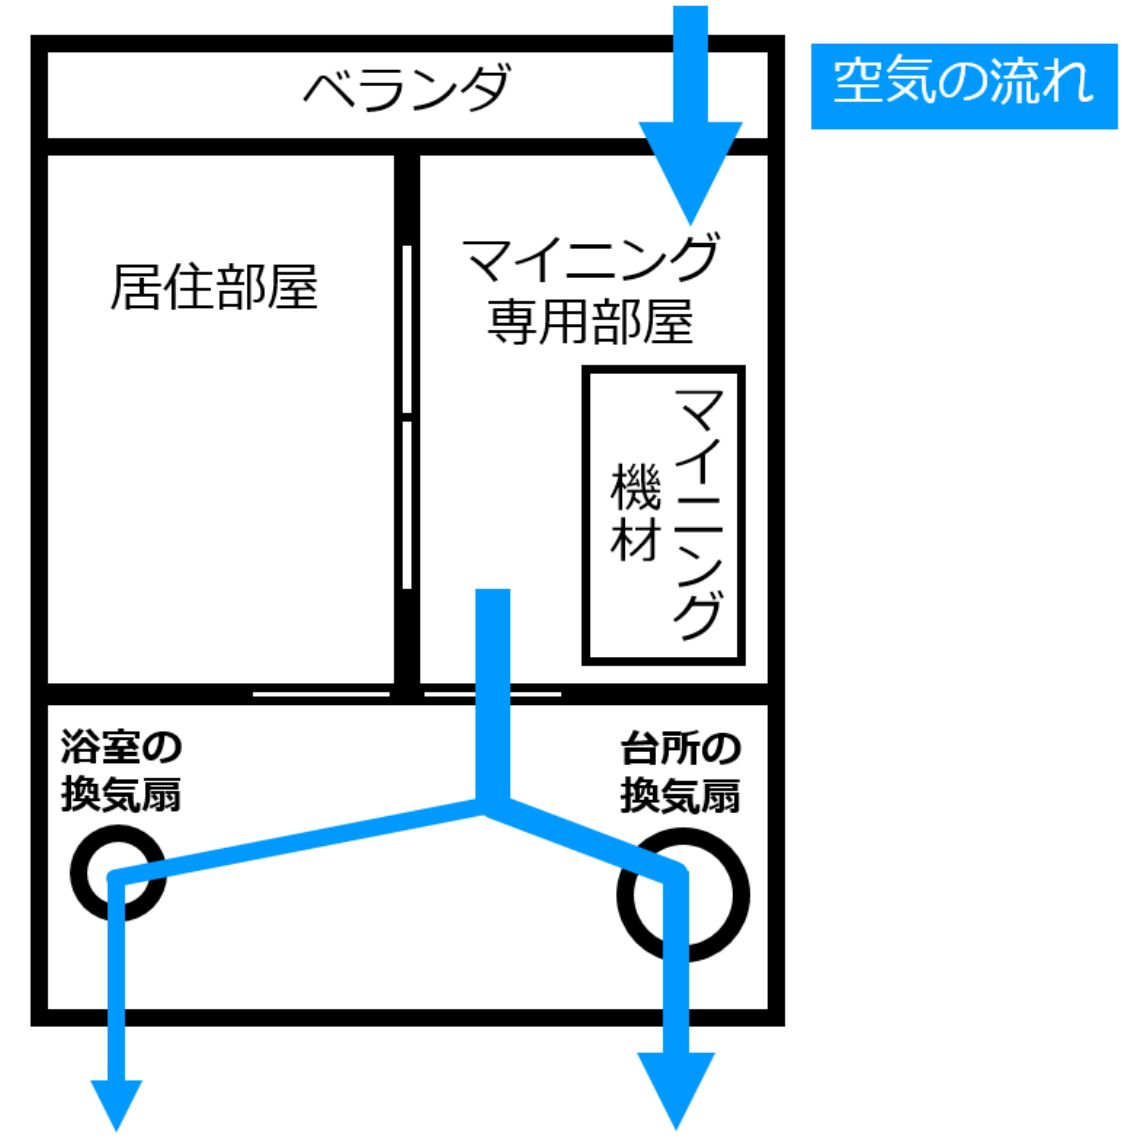 ベランダ
空気の流れ
居住部屋
マイニング
専用部屋
マイニング
機材
浴室の
換気扇
台所の
換気扇